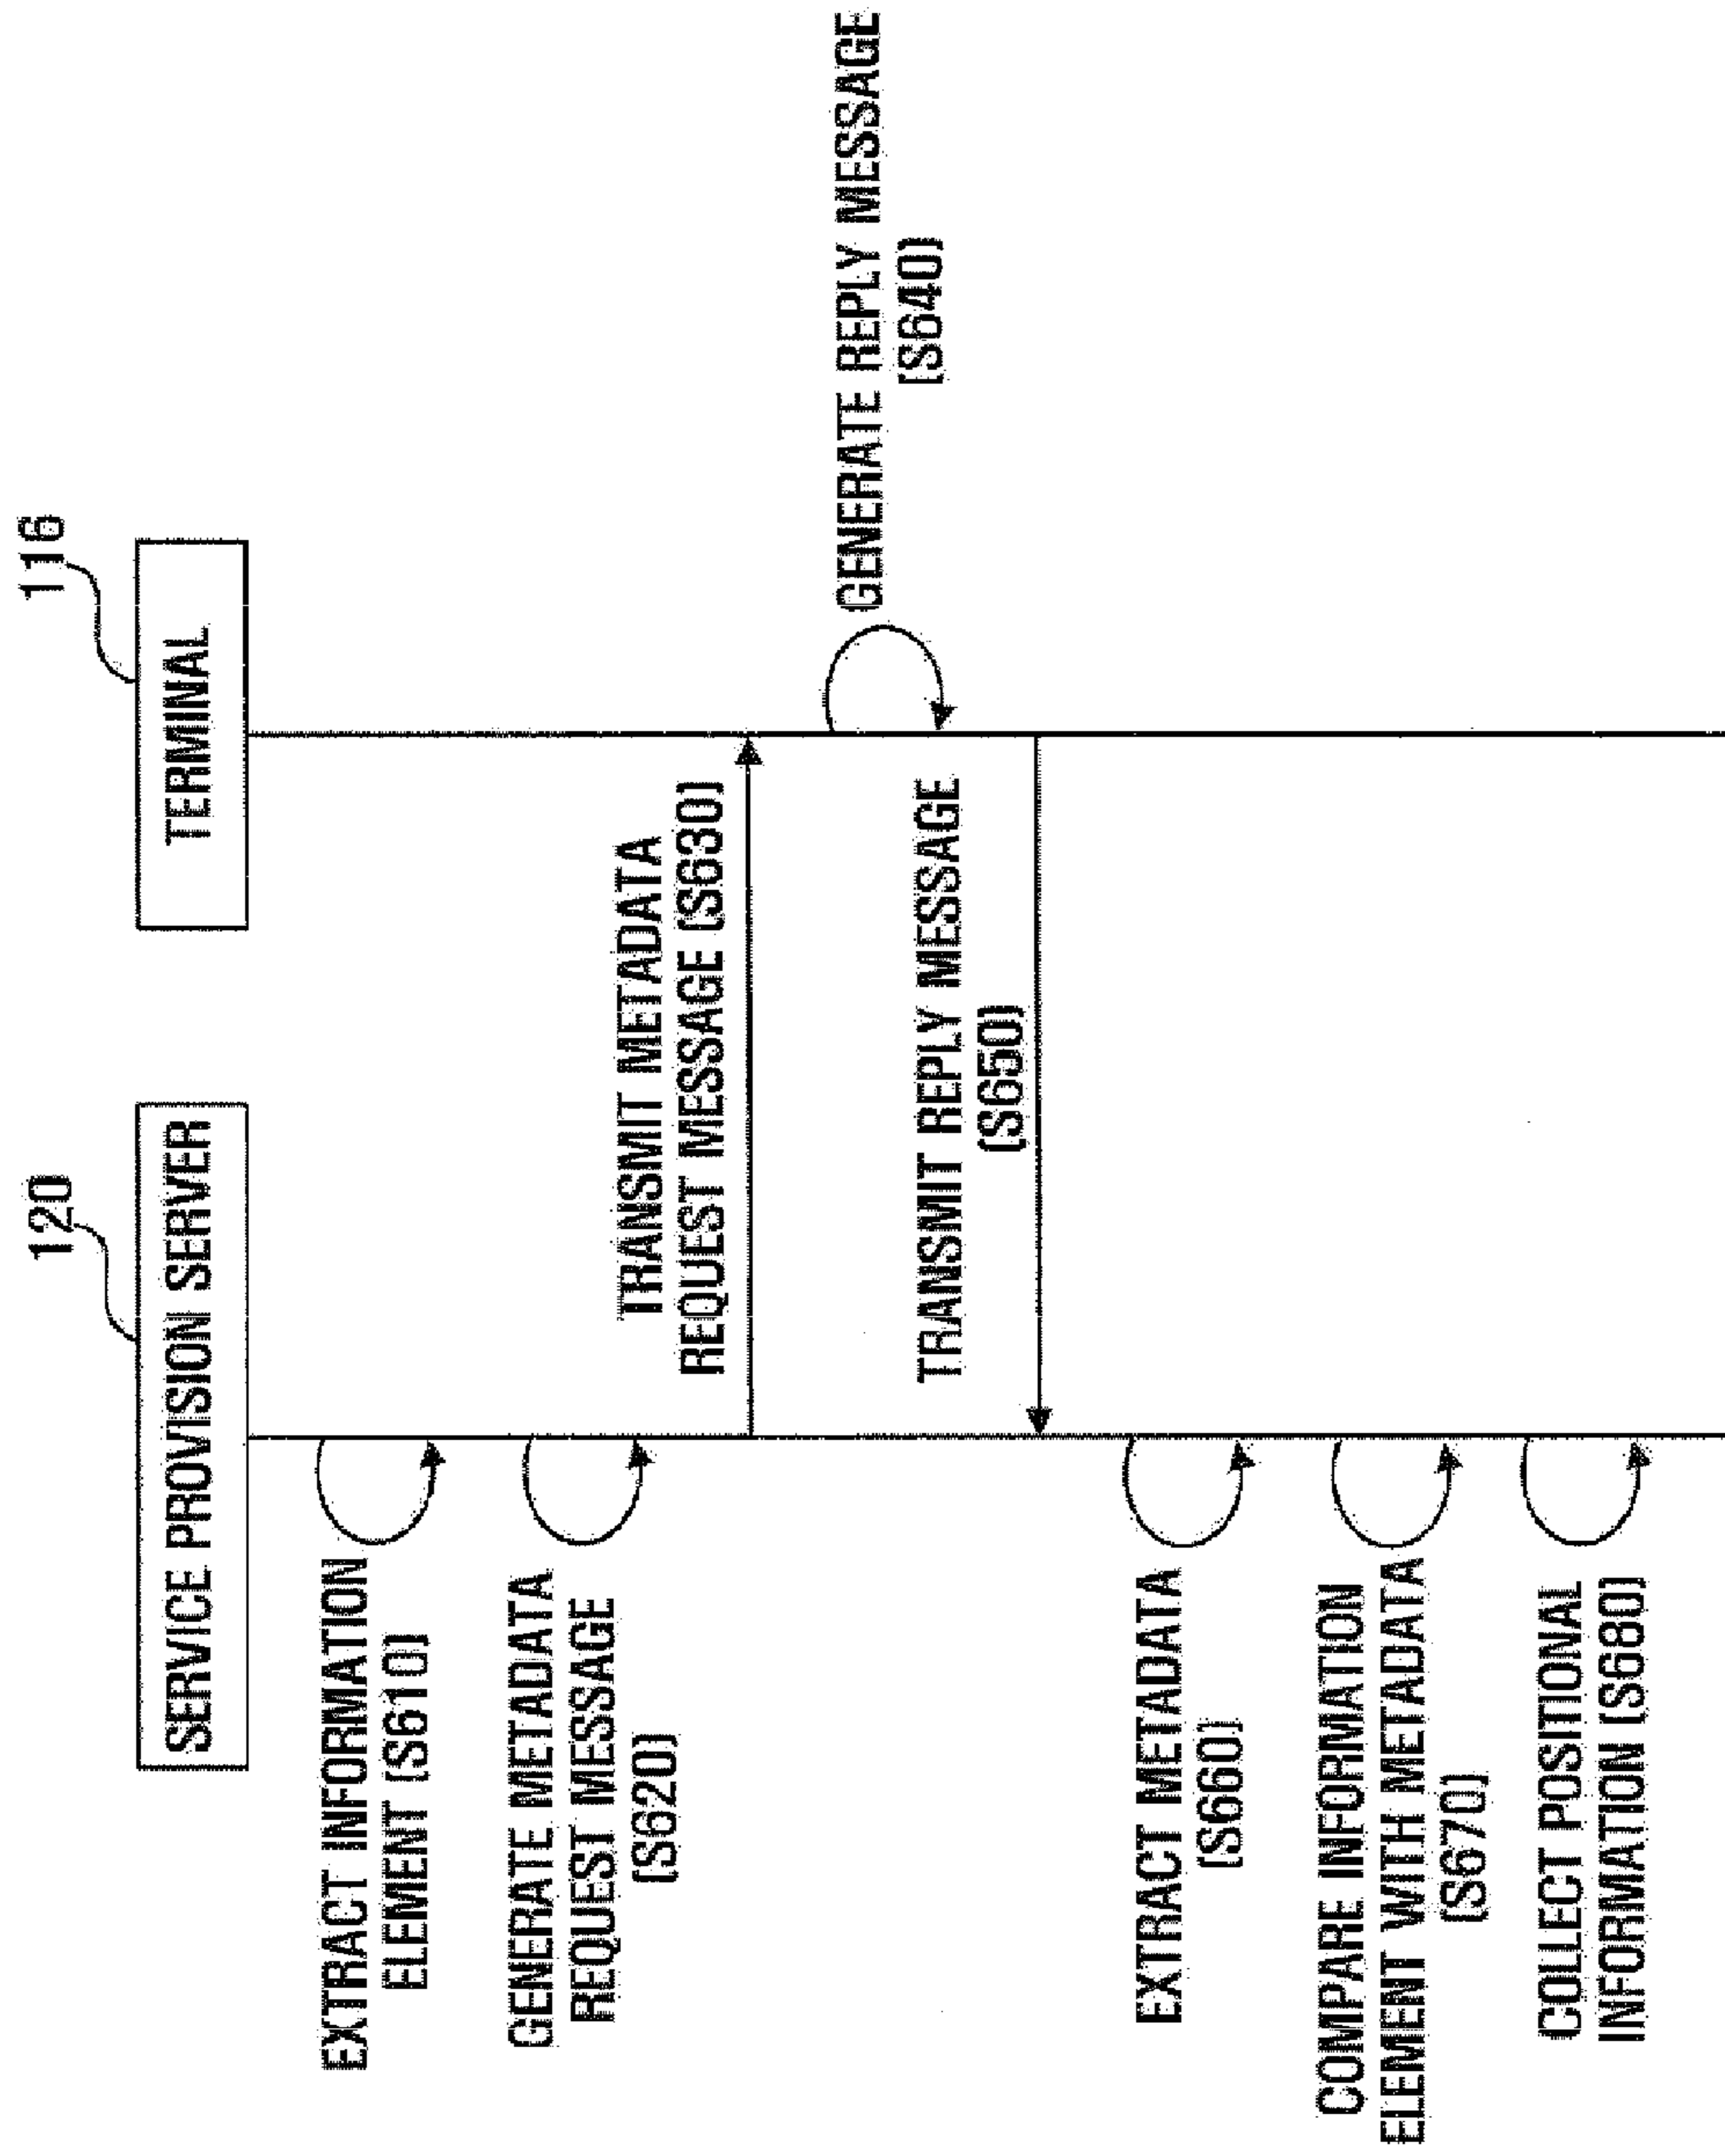 120
SERVICE PROVISION SERVER
116
TERMINAL
EXTRACT INFORMATION
ELEMENT (S610)
GENERATE METADATA
REQUEST MESSAGE
(S620)
TRANSMIT METADATA
REQUEST MESSAGE (S630)
GENERATE REPLY MESSAGE
(S640)
TRANSMIT REPLY MESSAGE
(S650)
EXTRACT METADATA
(S660)
COMPARE INFORMATION
ELEMENT WITH METADATA
(S670)
COLLECT POSITIONAL
INFORMATION (S680)